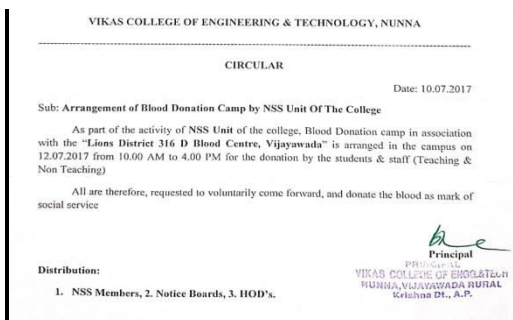 VIKAS COLLEGE OF ENGINEERING & TECHNOLOGY, NUNNA
CIRCULAR
Date: 10.07.2017
Sub: Arrangement of Blood Donation Camp by NSS Unit Of The College
As part of the activity of NSS Unit of the college, Blood Donation camp in association
with the “Lions District 316 D Blood Centre, Vijayawada” is arranged in the campus on
12.07.2017 from 10.00 AM to 4.00 PM for the donation by the students & staff (Teaching &
Non Teaching)
All are therefore, requested to voluntarily come forward, and donate the blood as mark of
social service
Principal
PRINCIPAL
VIKAS COLLEGE OF ENGG.&Tech
NUNNA, VIJAYAWADA RURAL
Krishna Dt., A.P.
Distribution:
1. NSS Members, 2. Notice Boards, 3. HOD's.